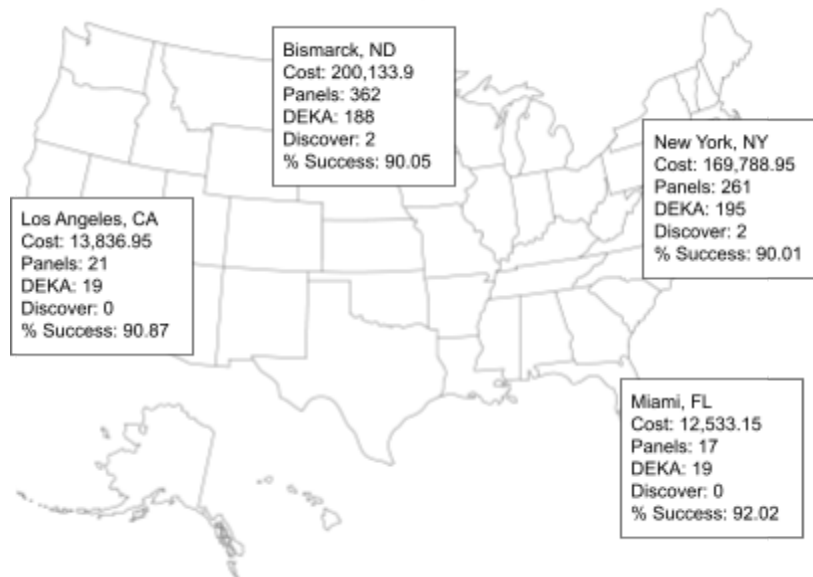 Bismarck, ND
Cost: 200,133.9
Panels: 362
DEKA: 188
Discover: 2
% Success: 90.05
New York, NY
Cost: 169,788.95
Panels: 261
DEKA: 195
Discover: 2
% Success: 90.01
Los Angeles, CA
Cost: 13,836.95
Panels: 21
DEKA: 19
Discover: 0
% Success: 90.87
Miami, FL
Cost: 12,533.15
Panels: 17
DEKA: 19
Discover: 0
% Success: 92.02